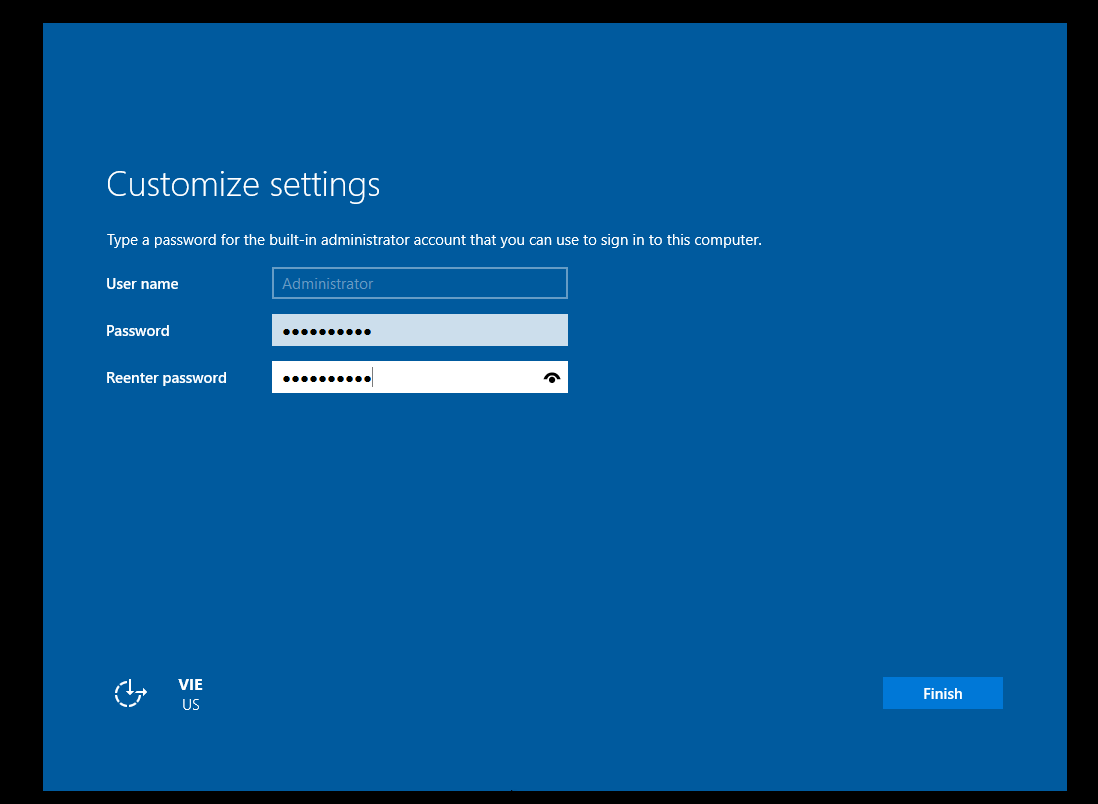 Customize settings
Type a password for the built-in administrator account that you can use to sign in to this computer.
User name
Administrator
Password
●●●●●●●●●●
Reenter password
●●●●●●●●●●
VIE
US
Finish